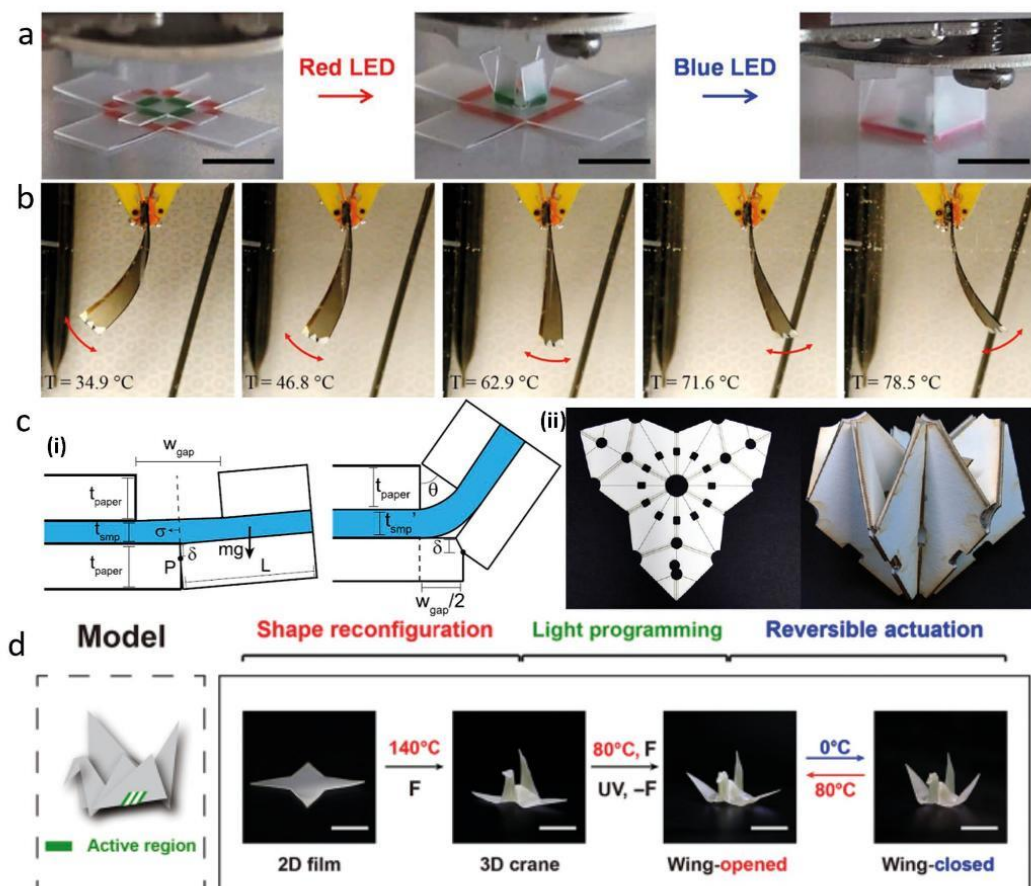 a
Red LED
Blue LED
b
T = 34.9 °C
46.8 °C
62.9 °C
T = 71.6 °C
T = 78.5 °C
c
(i)
w_gap
t_paper
t_smp
t_paper
σ
δ
P
mg
L
t_paper
θ
t_smp'
δ
w_gap/2
(ii)
d
Model
Active region
Shape reconfiguration
Light programming
Reversible actuation
140°C
F
80°C, F
UV, –F
0°C
80°C
2D film
3D crane
Wing-opened
Wing-closed